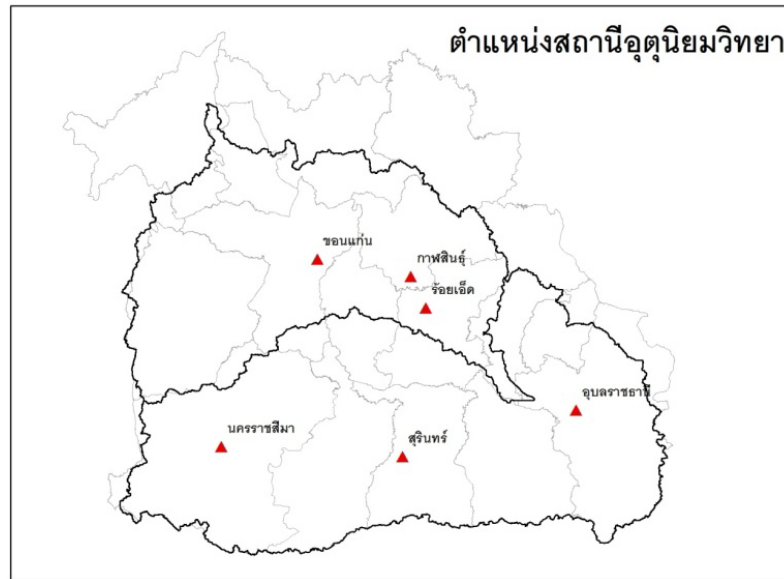 ตำแหน่งสถานีอุตุนิยมวิทยา
ขอนแก่น
กาฬสินธุ์
ร้อยเอ็ด
อุบลราชธานี
นครราชสีมา
สุรินทร์